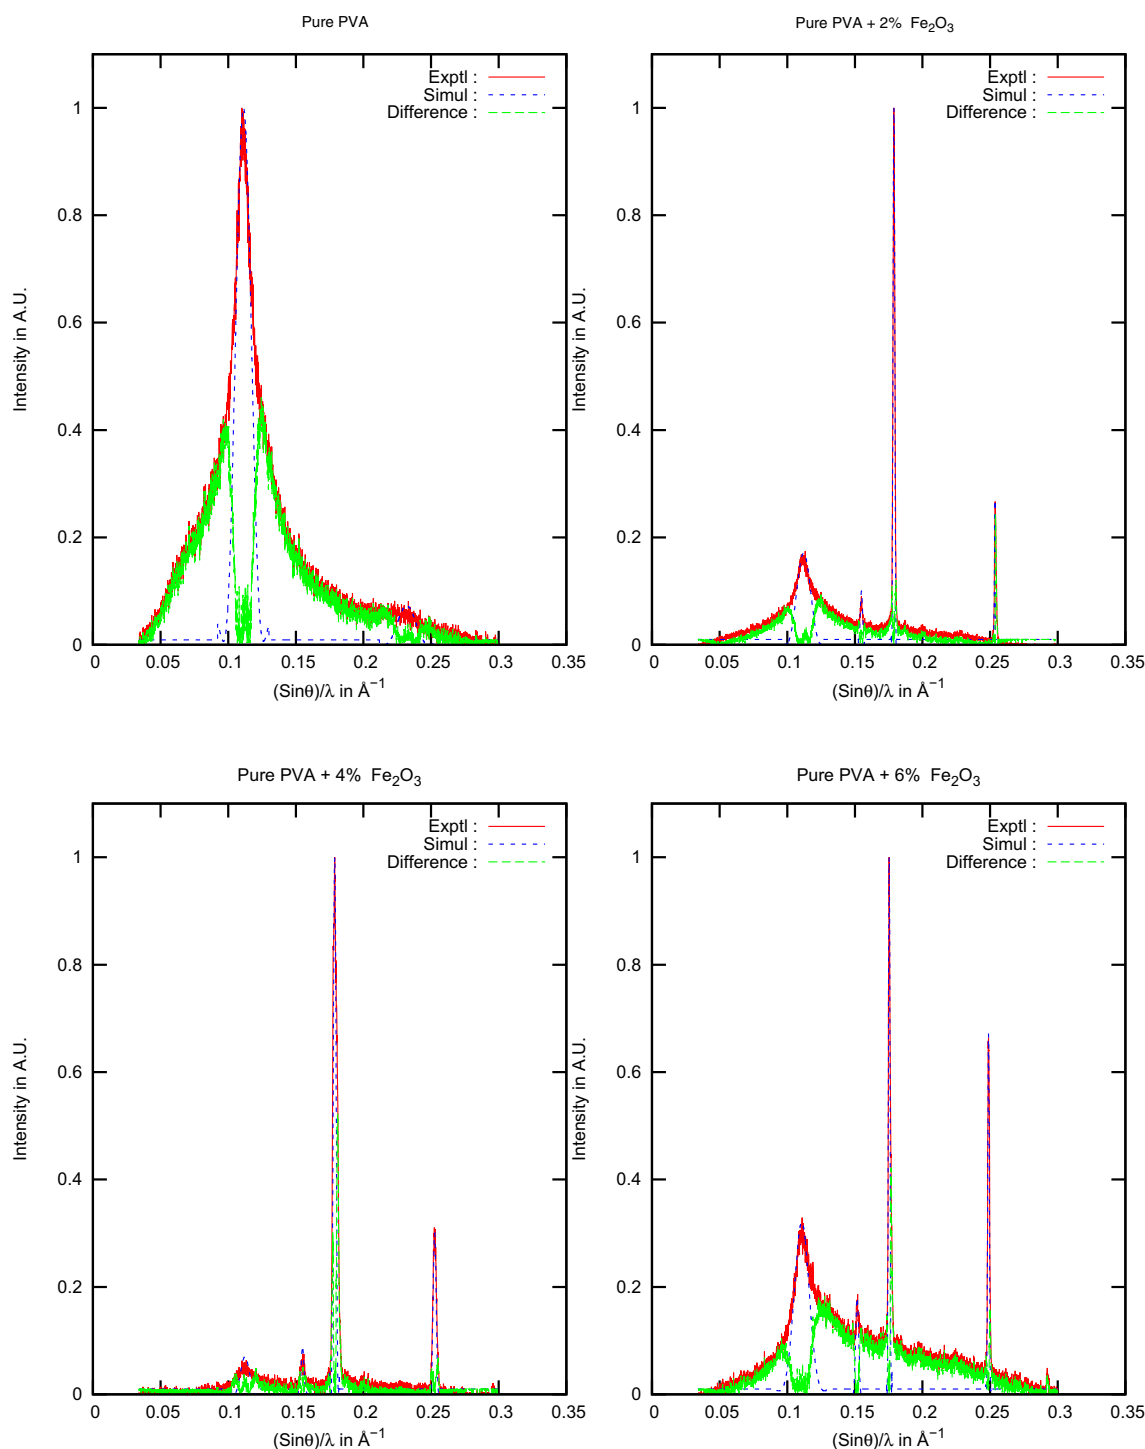 Pure PVA
Exptl :
Simul :
Difference :
1
0.8
0.6
0.4
0.2
0
Intensity in A.U.
0 0.05 0.1 0.15 0.2 0.25 0.3 0.35
(Sinθ)/λ in Å⁻¹
Pure PVA + 2% Fe₂O₃
Exptl :
Simul :
Difference :
1
0.8
0.6
0.4
0.2
0
Intensity in A.U.
0 0.05 0.1 0.15 0.2 0.25 0.3 0.35
(Sinθ)/λ in Å⁻¹
Pure PVA + 4% Fe₂O₃
Exptl :
Simul :
Difference :
1
0.8
0.6
0.4
0.2
0
Intensity in A.U.
0 0.05 0.1 0.15 0.2 0.25 0.3 0.35
(Sinθ)/λ in Å⁻¹
Pure PVA + 6% Fe₂O₃
Exptl :
Simul :
Difference :
1
0.8
0.6
0.4
0.2
0
Intensity in A.U.
0 0.05 0.1 0.15 0.2 0.25 0.3 0.35
(Sinθ)/λ in Å⁻¹